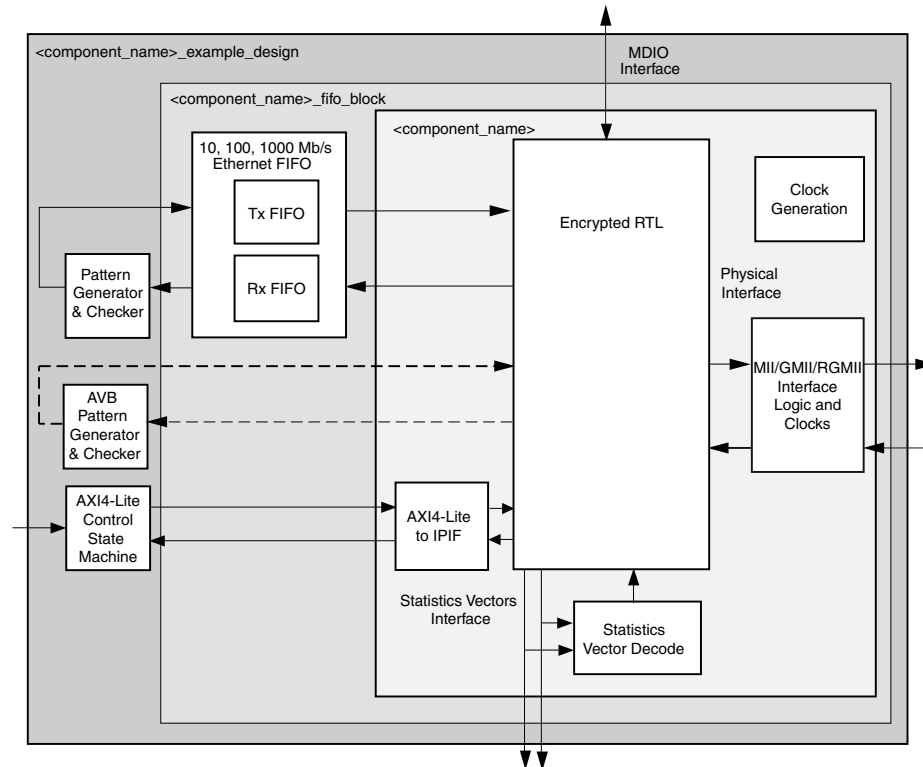 <component_name>_example_design
MDIO
Interface
<component_name>_fifo_block
<component_name>
10, 100, 1000 Mb/s
Ethernet FIFO
Tx FIFO
Rx FIFO
Encrypted RTL
Clock
Generation
Pattern
Generator
& Checker
Physical
Interface
MII/GMII/RGMII
Interface
Logic and
Clocks
AVB
Pattern
Generator
& Checker
AXI4-Lite
Control
State
Machine
AXI4-Lite
to IPIF
Statistics Vectors
Interface
Statistics
Vector Decode